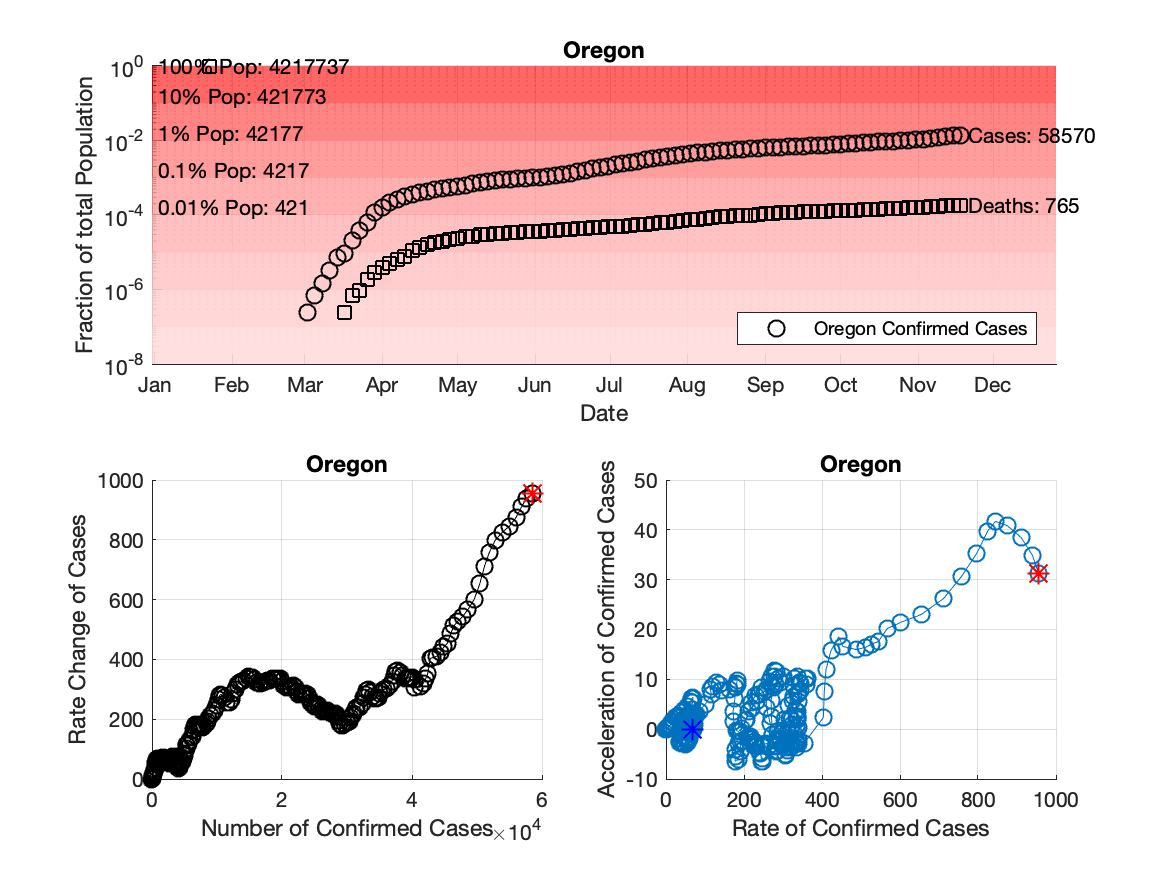 Oregon
10^0
10^-2
10^-4
10^-6
10^-8
Fraction of total Population
100% Pop: 4217737
10% Pop: 421773
1% Pop: 42177
0.1% Pop: 4217
0.01% Pop: 421
Cases: 58570
Deaths: 765
Oregon Confirmed Cases
Jan Feb Mar Apr May Jun Jul Aug Sep Oct Nov Dec
Date
Oregon
1000
800
600
400
200
0
Rate Change of Cases
0 2 4 6
Number of Confirmed Cases
×10^4
Oregon
50
40
30
20
10
0
-10
Acceleration of Confirmed Cases
0 200 400 600 800 1000
Rate of Confirmed Cases